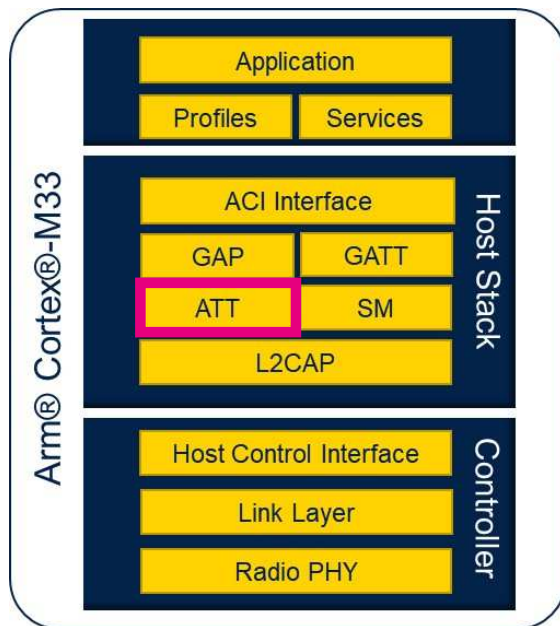 Arm® Cortex®-M33
Application
Profiles
Services
Host Stack
ACI Interface
GAP
GATT
ATT
SM
L2CAP
Controller
Host Control Interface
Link Layer
Radio PHY